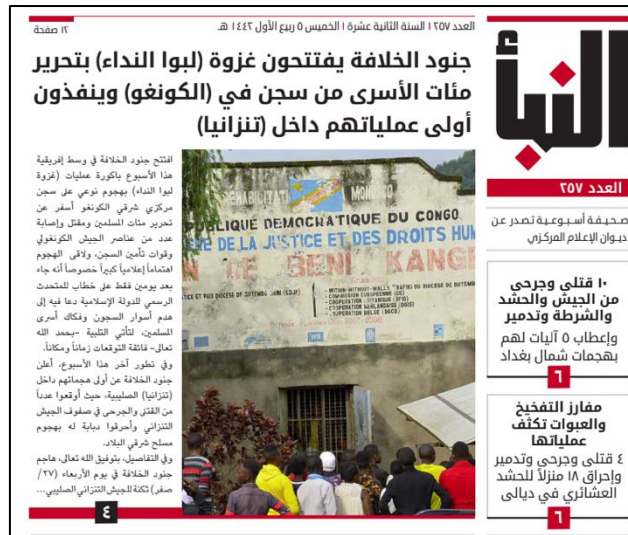 ١٢ صفحة
العدد ٢٥٧ | السنة الثانية عشرة | الخميس ٥ ربيع الأول ١٤٤٢ هـ
جنود الخلافة يفتتحون غزوة (لبوا النداء) بتحرير
مئات الأسرى من سجن في (الكونغو) وينفذون
أولى عملياتهم داخل (تنزانيا)
النبأ
العدد ٢٥٧
صحيفة أسبوعية تصدر عن
ديوان الإعلام المركزي
افتتح جنود الخلافة في وسط إفريقية
هذا الأسبوع باكورة عمليات (غزوة
لبوا النداء) بهجوم نوعي على سجن
مركزي شرقي الكونغو أسفر عن
تحرير مئات المسلمين ومقتل وإصابة
عدد من عناصر الجيش الكونغولي
وقوات تأمين السجن، ولاقى الهجوم
اهتماماً إعلامياً كبيراً خصوصاً أنه جاء
بعد يومين فقط على خطاب للمتحدث
الرسمي للدولة الإسلامية دعا فيه إلى
هدم أسوار السجون وفكاك أسرى
المسلمين، لتأتي التلبية -بحمد الله
تعالى- فائقة التوقعات زماناً ومكاناً.
وفي تطور آخر هذا الأسبوع، أعلن
جنود الخلافة عن أولى هجماتهم داخل
(تنزانيا) الصليبية، حيث أوقعوا عدداً
من القتلى والجرحى في صفوف الجيش
التنزاني وأحرقوا دبابة له بهجوم
مسلح شرقي البلاد.
وفي التفاصيل، بتوفيق الله تعالى، هاجم
جنود الخلافة في يوم الأربعاء (٢٧/
صفر) ثكنة للجيش التنزاني الصليبي...
٤
PUBLIQUE DEMOCRATIQUE DU CONGO
DE LA JUSTICE ET DES DROITS HU
DE BENI KANG
١٠ قتلى وجرحى
من الجيش والحشد
والشرطة وتدمير
وإعطاب ٥ آليات لهم
بهجمات شمال بغداد
٦
مفارز التفخيخ
والعبوات تكثف
عملياتها
٤ قتلى وجرحى وتدمير
وإحراق ١٨ منزلاً للحشد
العشائري في ديالى
٦